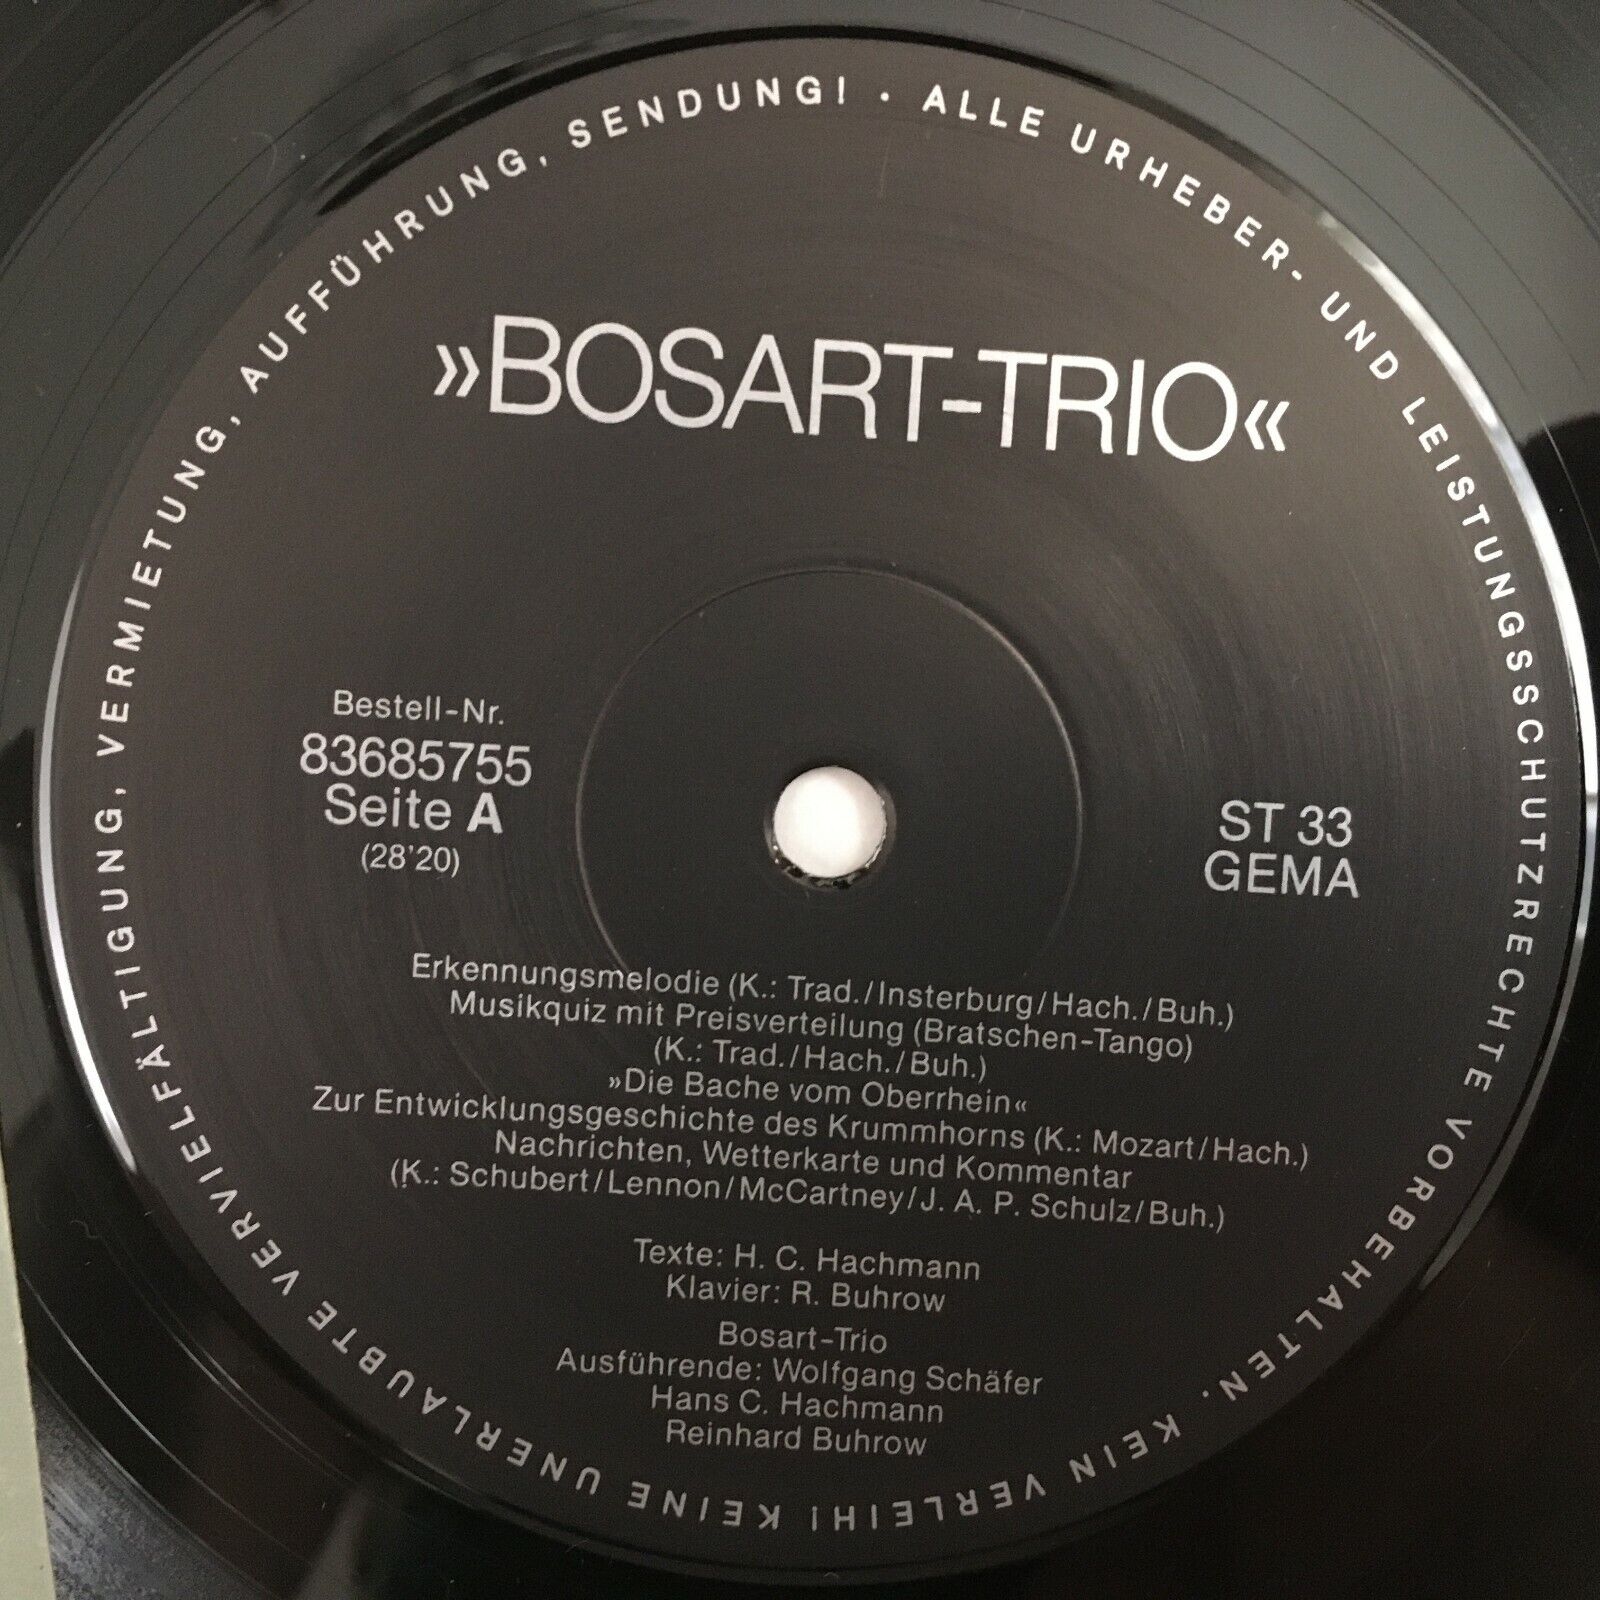 ALLE URHEBER- UND LEISTUNGSSCHUTZRECHTE VORBEHALTEN. KEIN VERLEIH! KEINE UNERLAUBTE VERVIELFÄLTIGUNG, VERMIETUNG, AUFFÜHRUNG, SENDUNG! ·
»BOSART-TRIO«
Bestell-Nr.
83685755
Seite A
(28'20)
ST 33
GEMA
Erkennungsmelodie (K.: Trad./Insterburg/Hach./Buh.)
Musikquiz mit Preisverteilung (Bratschen-Tango)
(K.: Trad./Hach./Buh.)
»Die Bache vom Oberrhein«
Zur Entwicklungsgeschichte des Krummhorns (K.: Mozart/Hach.)
Nachrichten, Wetterkarte und Kommentar
(K.: Schubert/Lennon/McCartney/J. A. P. Schulz/Buh.)
Texte: H. C. Hachmann
Klavier: R. Buhrow
Bosart-Trio
Ausführende: Wolfgang Schäfer
Hans C. Hachmann
Reinhard Buhrow